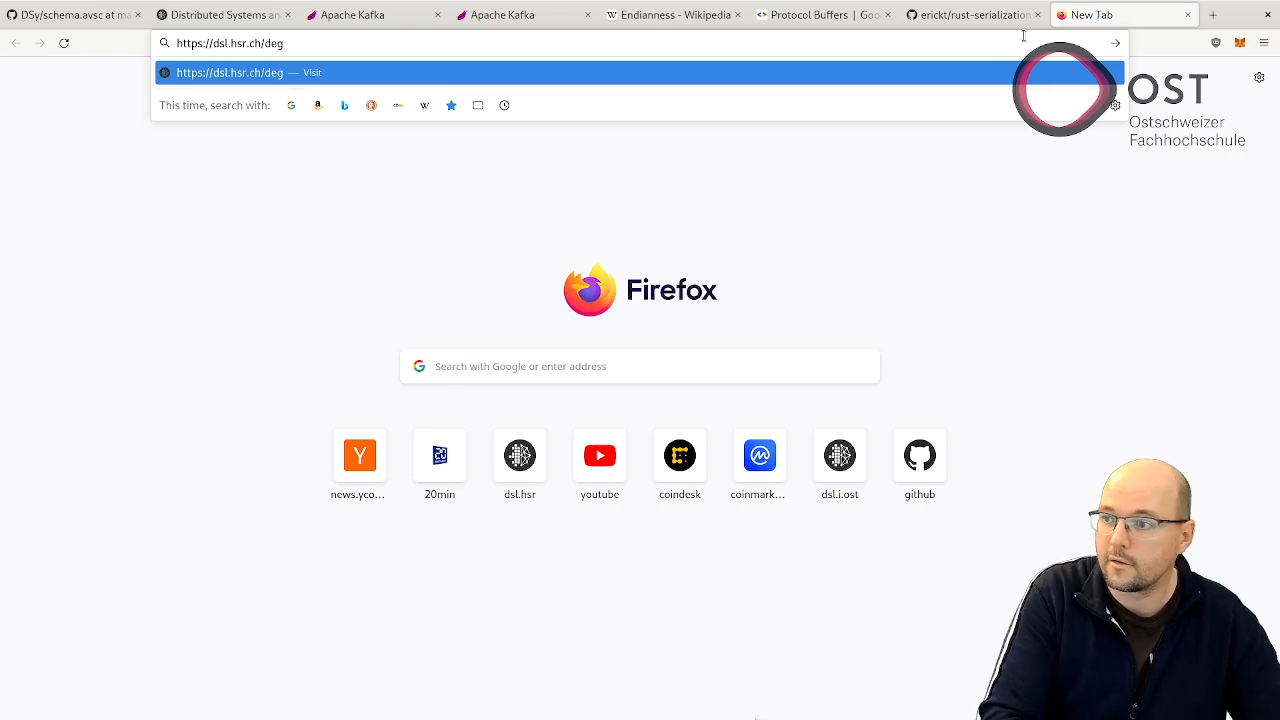 DSy/schema.avsc at ma
Distributed Systems an
Apache Kafka
Apache Kafka
Endianness - Wikipedia
Protocol Buffers | Goo
erickt/rust-serialization
New Tab
https://dsl.hsr.ch/deg
https://dsl.hsr.ch/deg — Visit
This time, search with:
OST
Ostschweizer
Fachhochschule
Firefox
Search with Google or enter address
news.yco...
20min
dsl.hsr
youtube
coindesk
coinmark...
dsl.i.ost
github